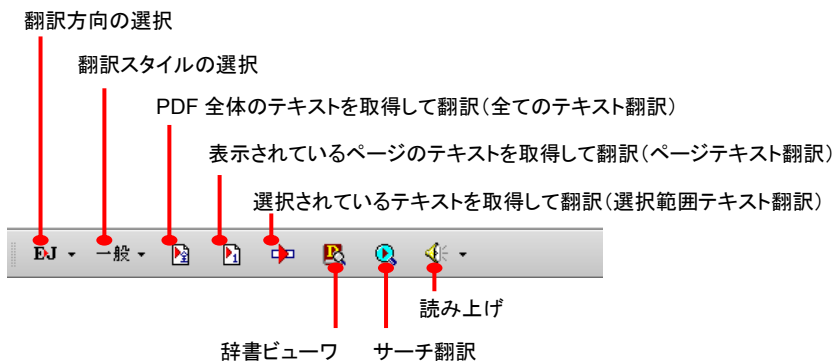 翻訳方向の選択
翻訳スタイルの選択
PDF 全体のテキストを取得して翻訳（全てのテキスト翻訳）
表示されているページのテキストを取得して翻訳（ページテキスト翻訳）
選択されているテキストを取得して翻訳（選択範囲テキスト翻訳）
EJ 一般
読み上げ
辞書ビューワ サーチ翻訳